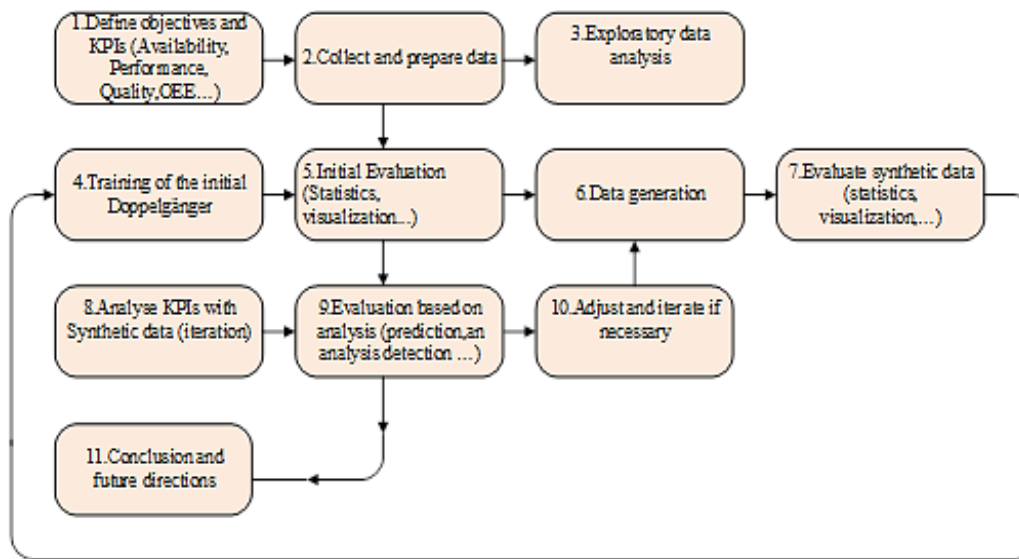 1.Define objectives and
KPIs (Availability,
Performance,
Quality,OEE…)
2.Collect and prepare data
3.Exploratory data
analysis
4.Training of the initial
Doppelgänger
5.Initial Evaluation
(Statistics,
visualization...)
6.Data generation
7.Evaluate synthetic data
(statistics,
visualization,…)
8.Analyse KPIs with
Synthetic data (iteration)
9.Evaluation based on
analysis (prediction,an
analysis detection …)
10.Adjust and iterate if
necessary
11.Conclusion and
future directions